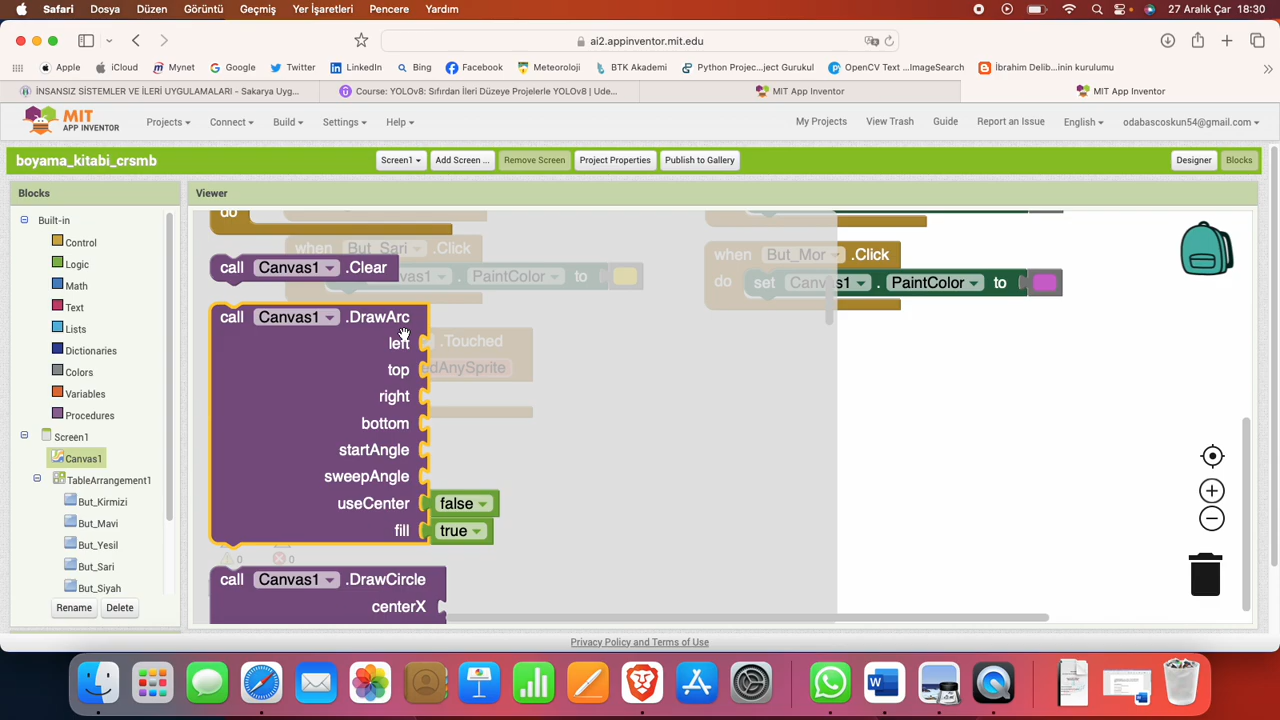 Safari Dosya Düzen Görüntü Geçmiş Yer İşaretleri Pencere Yardım 27 Aralık Çar 18:30
ai2.appinventor.mit.edu
Apple iCloud Mynet Google Twitter LinkedIn Bing Facebook Meteoroloji BTK Akademi Python Projec...ject Gurukul OpenCV Text ...ImageSearch İbrahim Delib...inin kurulumu
İNSANSIZ SİSTEMLER VE İLERİ UYGULAMALARI - Sakarya Uyg... Course: YOLOv8: Sıfırdan İleri Düzeye Projelerle YOLOv8 | Ude... MIT App Inventor MIT App Inventor
MIT
APP INVENTOR
Projects Connect Build Settings Help My Projects View Trash Guide Report an Issue English odabascoskun54@gmail.com
boyama_kitabi_crsmb Screen1 Add Screen ... Remove Screen Project Properties Publish to Gallery Designer Blocks
Blocks Viewer
Built-in
Control
Logic
Math
Text
Lists
Dictionaries
Colors
Variables
Procedures
Screen1
Canvas1
TableArrangement1
But_Kirmizi
But_Mavi
But_Yesil
But_Sari
But_Siyah
Rename Delete
do
when But_Sari .Click
call Canvas1 .Clear
vas1 . PaintColor to
call Canvas1 .DrawArc
left
top
right
bottom
startAngle
sweepAngle
useCenter false
fill true
.Touched
edAnySprite
0 0
call Canvas1 .DrawCircle
centerX
when But_Mor .Click
do set Canvas1 . PaintColor to
Privacy Policy and Terms of Use